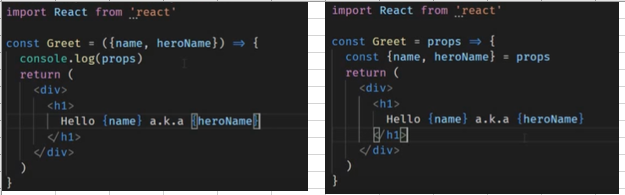 import React from 'react'
const Greet = ({name, heroName}) => {
console.log(props)
return (
<div>
<h1>
Hello {name} a.k.a {heroName}
</h1>
</div>
)
}
import React from 'react'
const Greet = props => {
const {name, heroName} = props
return (
<div>
<h1>
Hello {name} a.k.a {heroName}
</h1>
</div>
)
}